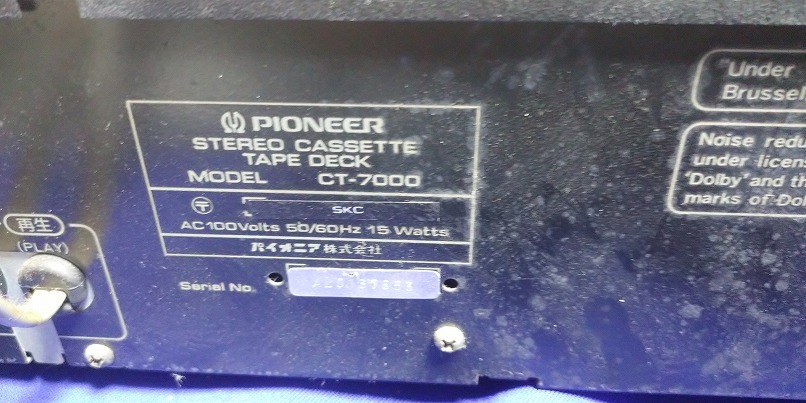 PIONEER
STEREO CASSETTE
TAPE DECK
MODEL CT-7000
〒 SKC
AC100Volts 50/60Hz 15 Watts
パイオニア株式会社
Serial No.
再生
(PLAY)
"Under
Brussel
Noise redu
under licens
'Dolby' and th
marks of Dol